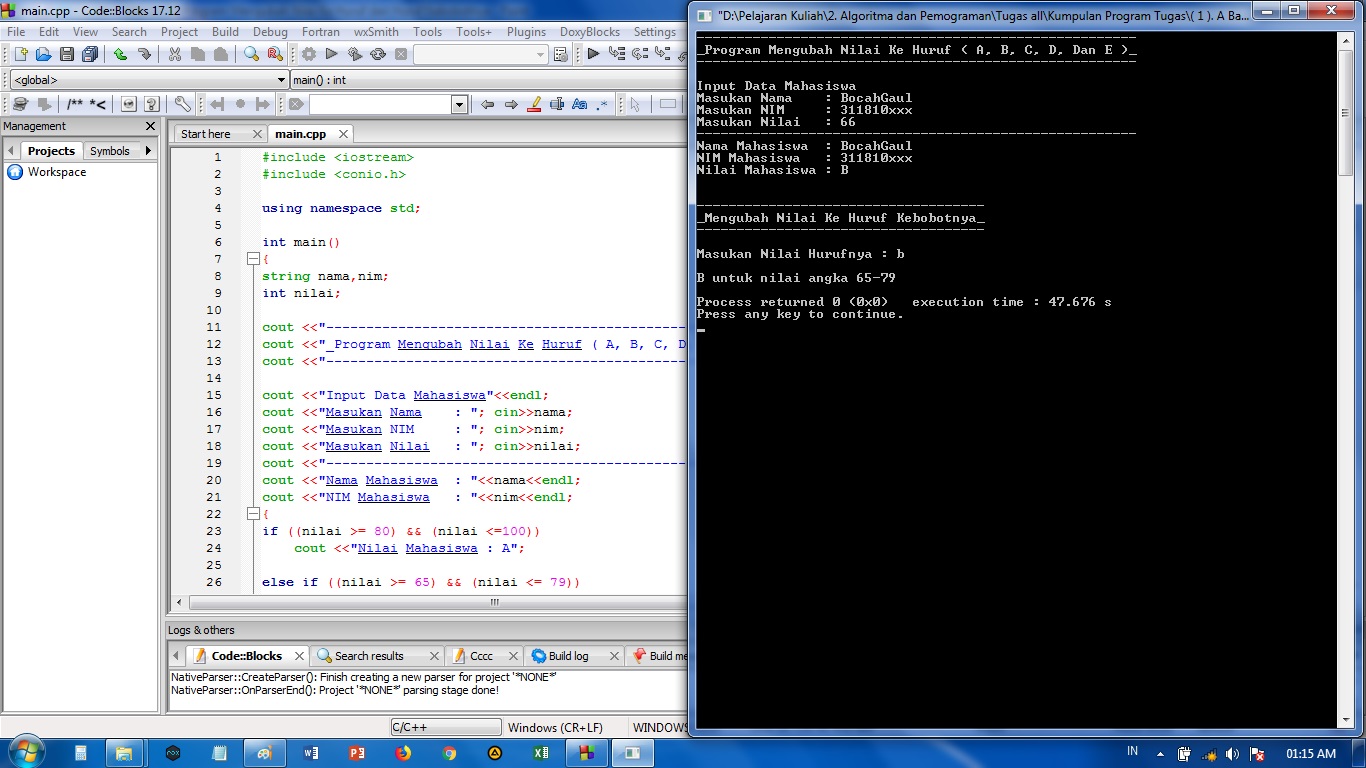 main.cpp - Code::Blocks 17.12
File Edit View Search Project Build Debug Fortran wxSmith Tools Tools+ Plugins DoxyBlocks Settings
<global> main() : int
/** *< Aa .*
Management
Projects Symbols
Workspace
Start here main.cpp
1 #include <iostream>
2 #include <conio.h>
3
4 using namespace std;
5
6 int main()
7 {
8 string nama,nim;
9 int nilai;
10
11 cout <<"---------------------------------------------
12 cout <<"_Program Mengubah Nilai Ke Huruf ( A, B, C, D
13 cout <<"---------------------------------------------
14
15 cout <<"Input Data Mahasiswa"<<endl;
16 cout <<"Masukan Nama    : "; cin>>nama;
17 cout <<"Masukan NIM     : "; cin>>nim;
18 cout <<"Masukan Nilai   : "; cin>>nilai;
19 cout <<"---------------------------------------------
20 cout <<"Nama Mahasiswa  : "<<nama<<endl;
21 cout <<"NIM Mahasiswa   : "<<nim<<endl;
22 {
23 if ((nilai >= 80) && (nilai <=100))
24     cout <<"Nilai Mahasiswa : A";
25
26 else if ((nilai >= 65) && (nilai <= 79))
Logs & others
Code::Blocks Search results Cccc Build log Build me
NativeParser::CreateParser(): Finish creating a new parser for project '*NONE*'
NativeParser::OnParserEnd(): Project '*NONE*' parsing stage done!
C/C++ Windows (CR+LF) WINDOWS
"D:\Pelajaran Kuliah\2. Algoritma dan Pemograman\Tugas all\Kumpulan Program Tugas\( 1 ). A Ba...
-------------------------------------------------------
_Program Mengubah Nilai Ke Huruf ( A, B, C, D, Dan E )_
-------------------------------------------------------
Input Data Mahasiswa
Masukan Nama    : BocahGaul
Masukan NIM     : 311810xxx
Masukan Nilai   : 66
-------------------------------------------------------
Nama Mahasiswa  : BocahGaul
NIM Mahasiswa   : 311810xxx
Nilai Mahasiswa : B
------------------------------------
_Mengubah Nilai Ke Huruf Kebobotnya_
------------------------------------
Masukan Nilai Hurufnya : b
B untuk nilai angka 65-79
Process returned 0 (0x0)   execution time : 47.676 s
Press any key to continue.
IN 01:15 AM